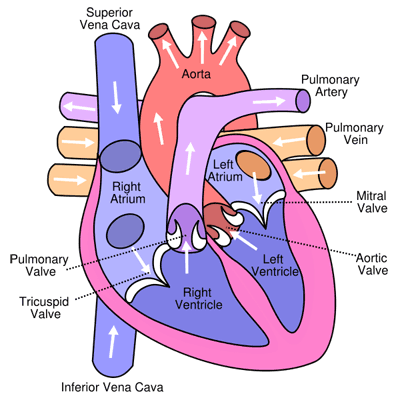 Superior
Vena Cava
Aorta
Pulmonary
Artery
Pulmonary
Vein
Left
Atrium
Right
Atrium
Mitral
Valve
Pulmonary
Valve
Left
Ventricle
Aortic
Valve
Tricuspid
Valve
Right
Ventricle
Inferior Vena Cava